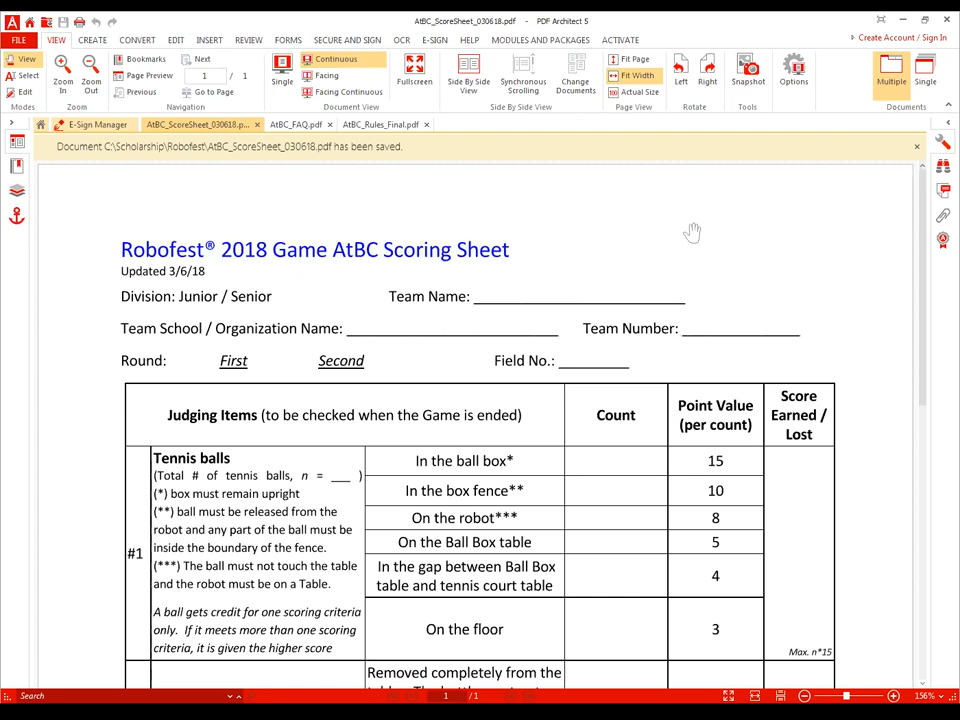 AtBC_ScoreSheet_030618.pdf - PDF Architect 5
FILE VIEW CREATE CONVERT EDIT INSERT REVIEW FORMS SECURE AND SIGN OCR E-SIGN HELP MODULES AND PACKAGES ACTIVATE Create Account / Sign In
View
Select
Edit
Modes
Zoom In
Zoom Out
Zoom
Bookmarks
Page Preview
Previous
Next
1 / 1
Go to Page
Navigation
Single
Continuous
Facing
Facing Continuous
Document View
Fullscreen
Side By Side View
Synchronous Scrolling
Change Documents
Side By Side View
Fit Page
Fit Width
Actual Size
Page View
Left
Right
Rotate
Snapshot
Tools
Options
Multiple
Single
Documents
E-Sign Manager AtBC_ScoreSheet_030618.p... AtBC_FAQ.pdf AtBC_Rules_Final.pdf
Document C:\Scholarship\Robofest\AtBC_ScoreSheet_030618.pdf has been saved.
Robofest® 2018 Game AtBC Scoring Sheet
Updated 3/6/18
Division: Junior / Senior Team Name: ____________________________
Team School / Organization Name: ____________________________ Team Number: _______________
Round: First Second Field No.: _________
Judging Items (to be checked when the Game is ended) Count Point Value (per count) Score Earned / Lost
#1
Tennis balls
(Total # of tennis balls, n = ___ )
(*) box must remain upright
(**) ball must be released from the
robot and any part of the ball must be
inside the boundary of the fence.
(***) The ball must not touch the table
and the robot must be on a Table.
A ball gets credit for one scoring criteria
only. If it meets more than one scoring
criteria, it is given the higher score
In the ball box* 15
In the box fence** 10
On the robot*** 8
On the Ball Box table 5
In the gap between Ball Box
table and tennis court table 4
On the floor 3
Max. n*15
Removed completely from the
Search 1 / 1 156%